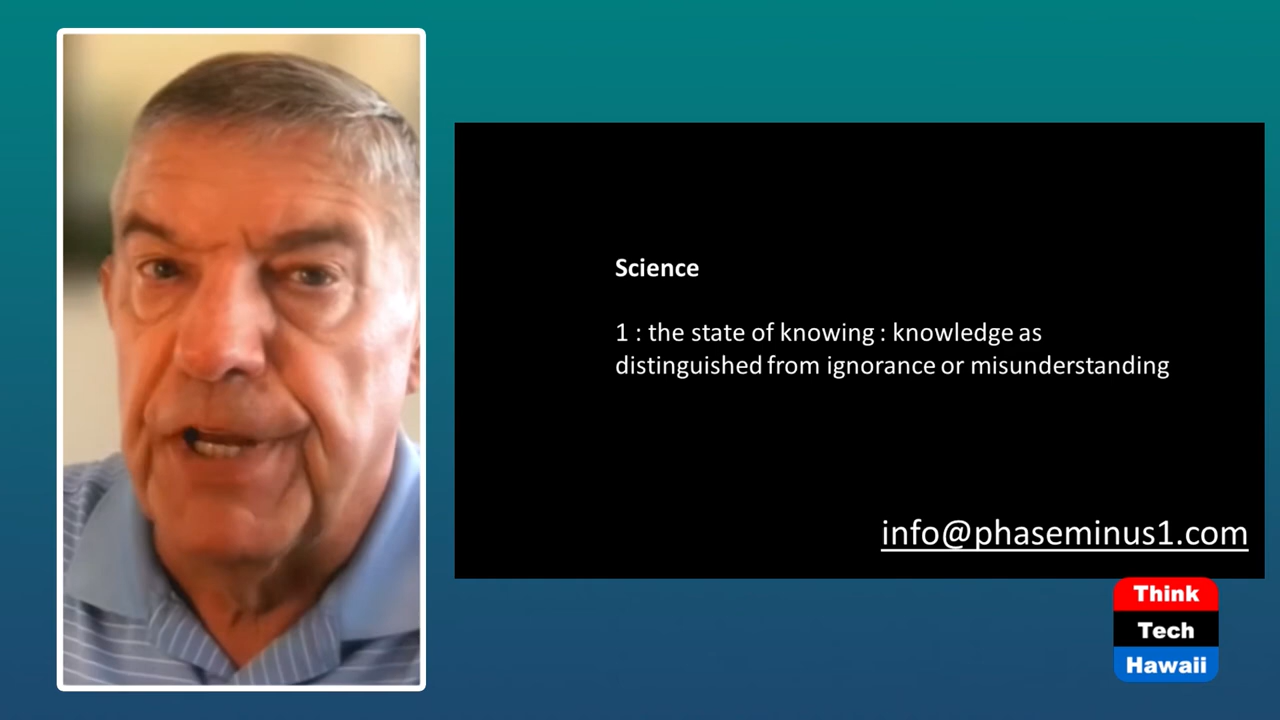 Science
1 : the state of knowing : knowledge as
distinguished from ignorance or misunderstanding
info@phaseminus1.com
Think
Tech
Hawaii